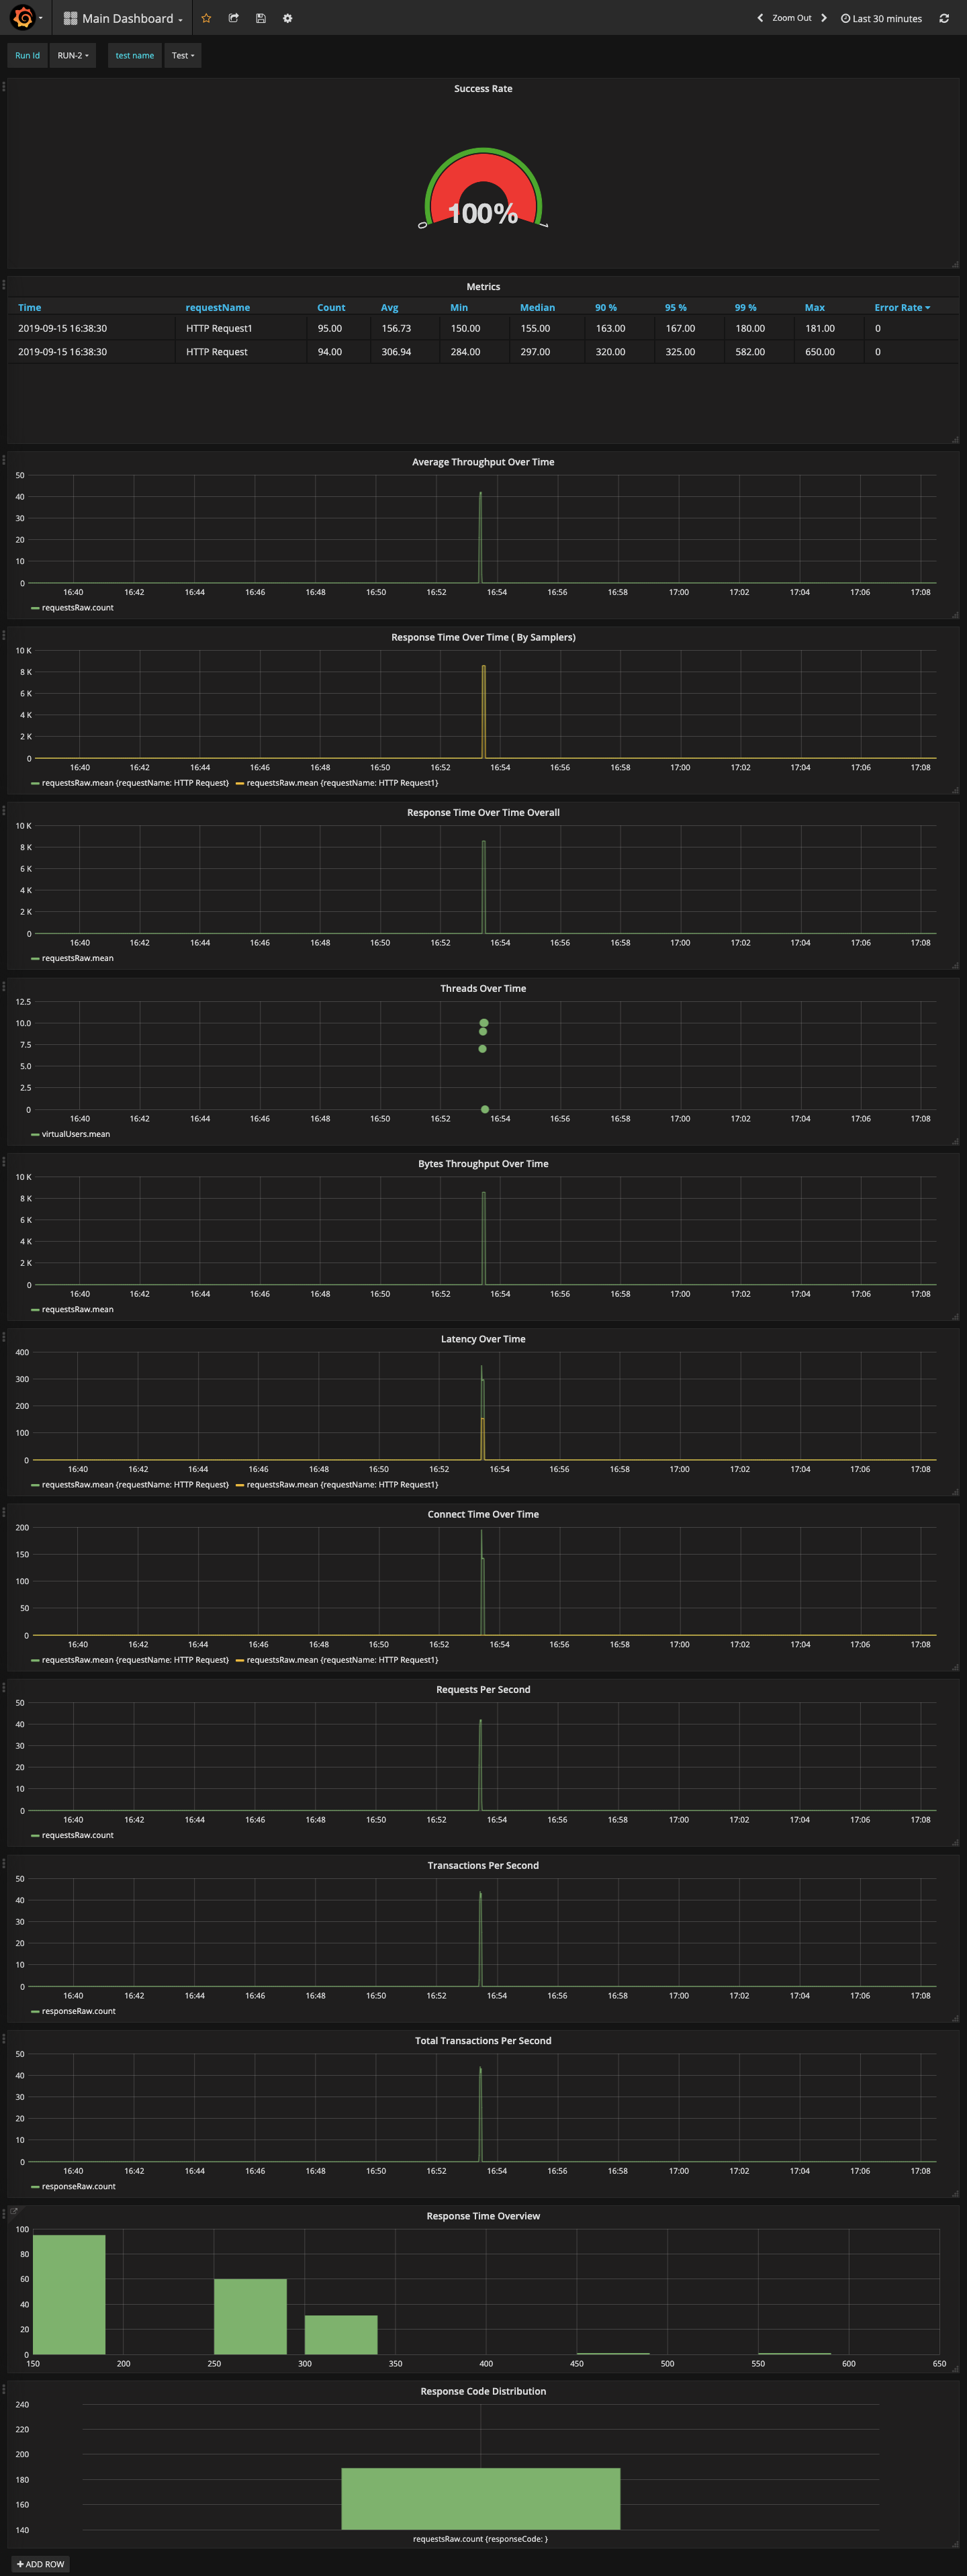 Main Dashboard
Zoom Out
Last 30 minutes
Run Id RUN-2 test name Test
Success Rate
100%
0 1
Metrics
Time requestName Count Avg Min Median 90 % 95 % 99 % Max Error Rate
2019-09-15 16:38:30 HTTP Request1 95.00 156.73 150.00 155.00 163.00 167.00 180.00 181.00 0
2019-09-15 16:38:30 HTTP Request 94.00 306.94 284.00 297.00 320.00 325.00 582.00 650.00 0
Average Throughput Over Time
50
40
30
20
10
0
16:40 16:42 16:44 16:46 16:48 16:50 16:52 16:54 16:56 16:58 17:00 17:02 17:04 17:06 17:08
requestsRaw.count
Response Time Over Time ( By Samplers)
10 K
8 K
6 K
4 K
2 K
0
16:40 16:42 16:44 16:46 16:48 16:50 16:52 16:54 16:56 16:58 17:00 17:02 17:04 17:06 17:08
requestsRaw.mean {requestName: HTTP Request} requestsRaw.mean {requestName: HTTP Request1}
Response Time Over Time Overall
10 K
8 K
6 K
4 K
2 K
0
16:40 16:42 16:44 16:46 16:48 16:50 16:52 16:54 16:56 16:58 17:00 17:02 17:04 17:06 17:08
requestsRaw.mean
Threads Over Time
12.5
10.0
7.5
5.0
2.5
0
16:40 16:42 16:44 16:46 16:48 16:50 16:52 16:54 16:56 16:58 17:00 17:02 17:04 17:06 17:08
virtualUsers.mean
Bytes Throughput Over Time
10 K
8 K
6 K
4 K
2 K
0
16:40 16:42 16:44 16:46 16:48 16:50 16:52 16:54 16:56 16:58 17:00 17:02 17:04 17:06 17:08
requestsRaw.mean
Latency Over Time
400
300
200
100
0
16:40 16:42 16:44 16:46 16:48 16:50 16:52 16:54 16:56 16:58 17:00 17:02 17:04 17:06 17:08
requestsRaw.mean {requestName: HTTP Request} requestsRaw.mean {requestName: HTTP Request1}
Connect Time Over Time
200
150
100
50
0
16:40 16:42 16:44 16:46 16:48 16:50 16:52 16:54 16:56 16:58 17:00 17:02 17:04 17:06 17:08
requestsRaw.mean {requestName: HTTP Request} requestsRaw.mean {requestName: HTTP Request1}
Requests Per Second
50
40
30
20
10
0
16:40 16:42 16:44 16:46 16:48 16:50 16:52 16:54 16:56 16:58 17:00 17:02 17:04 17:06 17:08
requestsRaw.count
Transactions Per Second
50
40
30
20
10
0
16:40 16:42 16:44 16:46 16:48 16:50 16:52 16:54 16:56 16:58 17:00 17:02 17:04 17:06 17:08
responseRaw.count
Total Transactions Per Second
50
40
30
20
10
0
16:40 16:42 16:44 16:46 16:48 16:50 16:52 16:54 16:56 16:58 17:00 17:02 17:04 17:06 17:08
responseRaw.count
Response Time Overview
100
80
60
40
20
0
150 200 250 300 350 400 450 500 550 600 650
Response Code Distribution
240
220
200
180
160
140
requestsRaw.count {responseCode: }
ADD ROW